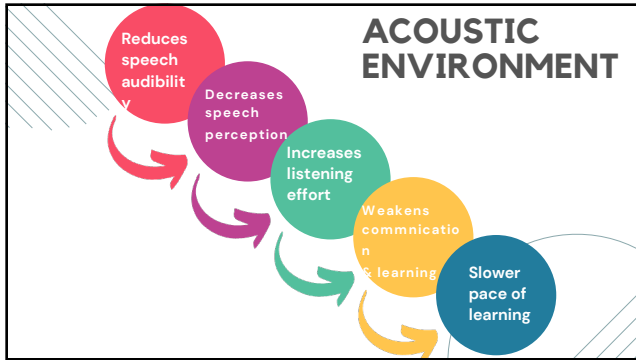 ACOUSTIC
ENVIRONMENT
Reduces
speech
audibilit
y
Decreases
speech
perception
Increases
listening
effort
Weakens
commnicatio
n
& learning
Slower
pace of
learning